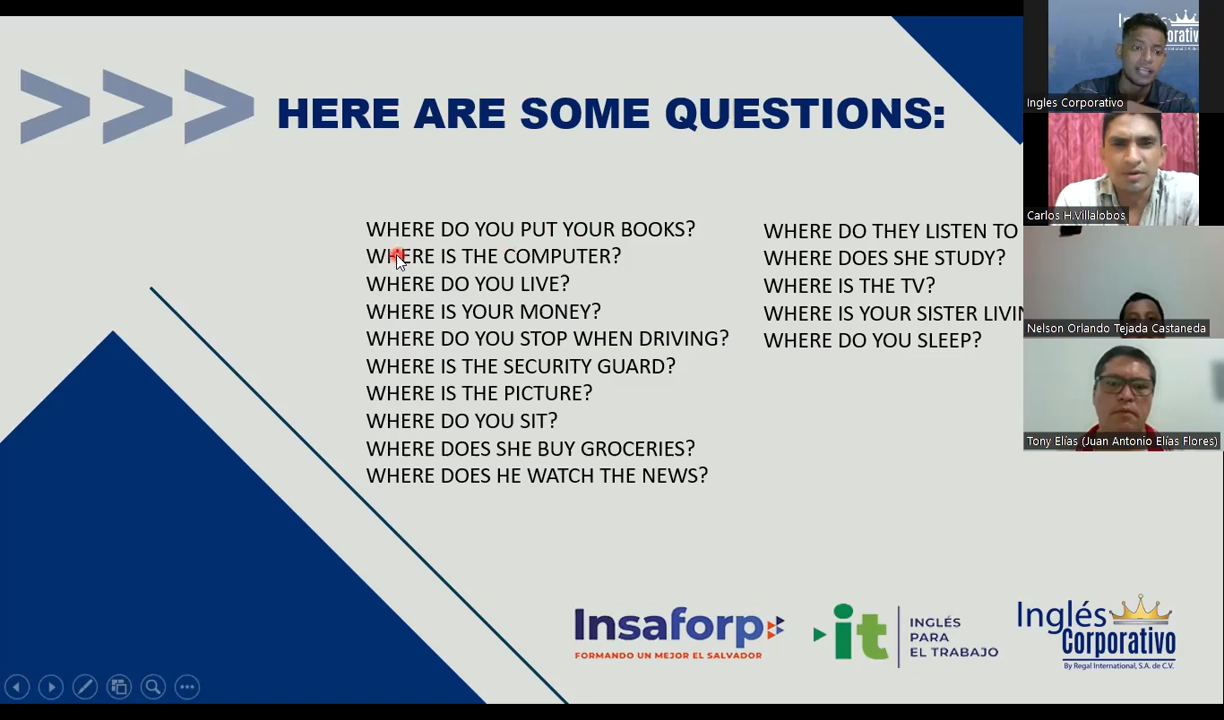 HERE ARE SOME QUESTIONS:
WHERE DO YOU PUT YOUR BOOKS?
WHERE IS THE COMPUTER?
WHERE DO YOU LIVE?
WHERE IS YOUR MONEY?
WHERE DO YOU STOP WHEN DRIVING?
WHERE IS THE SECURITY GUARD?
WHERE IS THE PICTURE?
WHERE DO YOU SIT?
WHERE DOES SHE BUY GROCERIES?
WHERE DOES HE WATCH THE NEWS?
WHERE DO THEY LISTEN TO
WHERE DOES SHE STUDY?
WHERE IS THE TV?
WHERE IS YOUR SISTER
WHERE DO YOU SLEEP?
Ingles Corporativo
Carlos H.Villalobos
Nelson Orlando Tejada Castaneda
Tony Elías (Juan Antonio Elías Flores)
Insaforp
FORMANDO UN MEJOR EL SALVADOR
it
INGLÉS
PARA
EL TRABAJO
Inglés
Corporativo
By Regal International, S.A. de C.V.